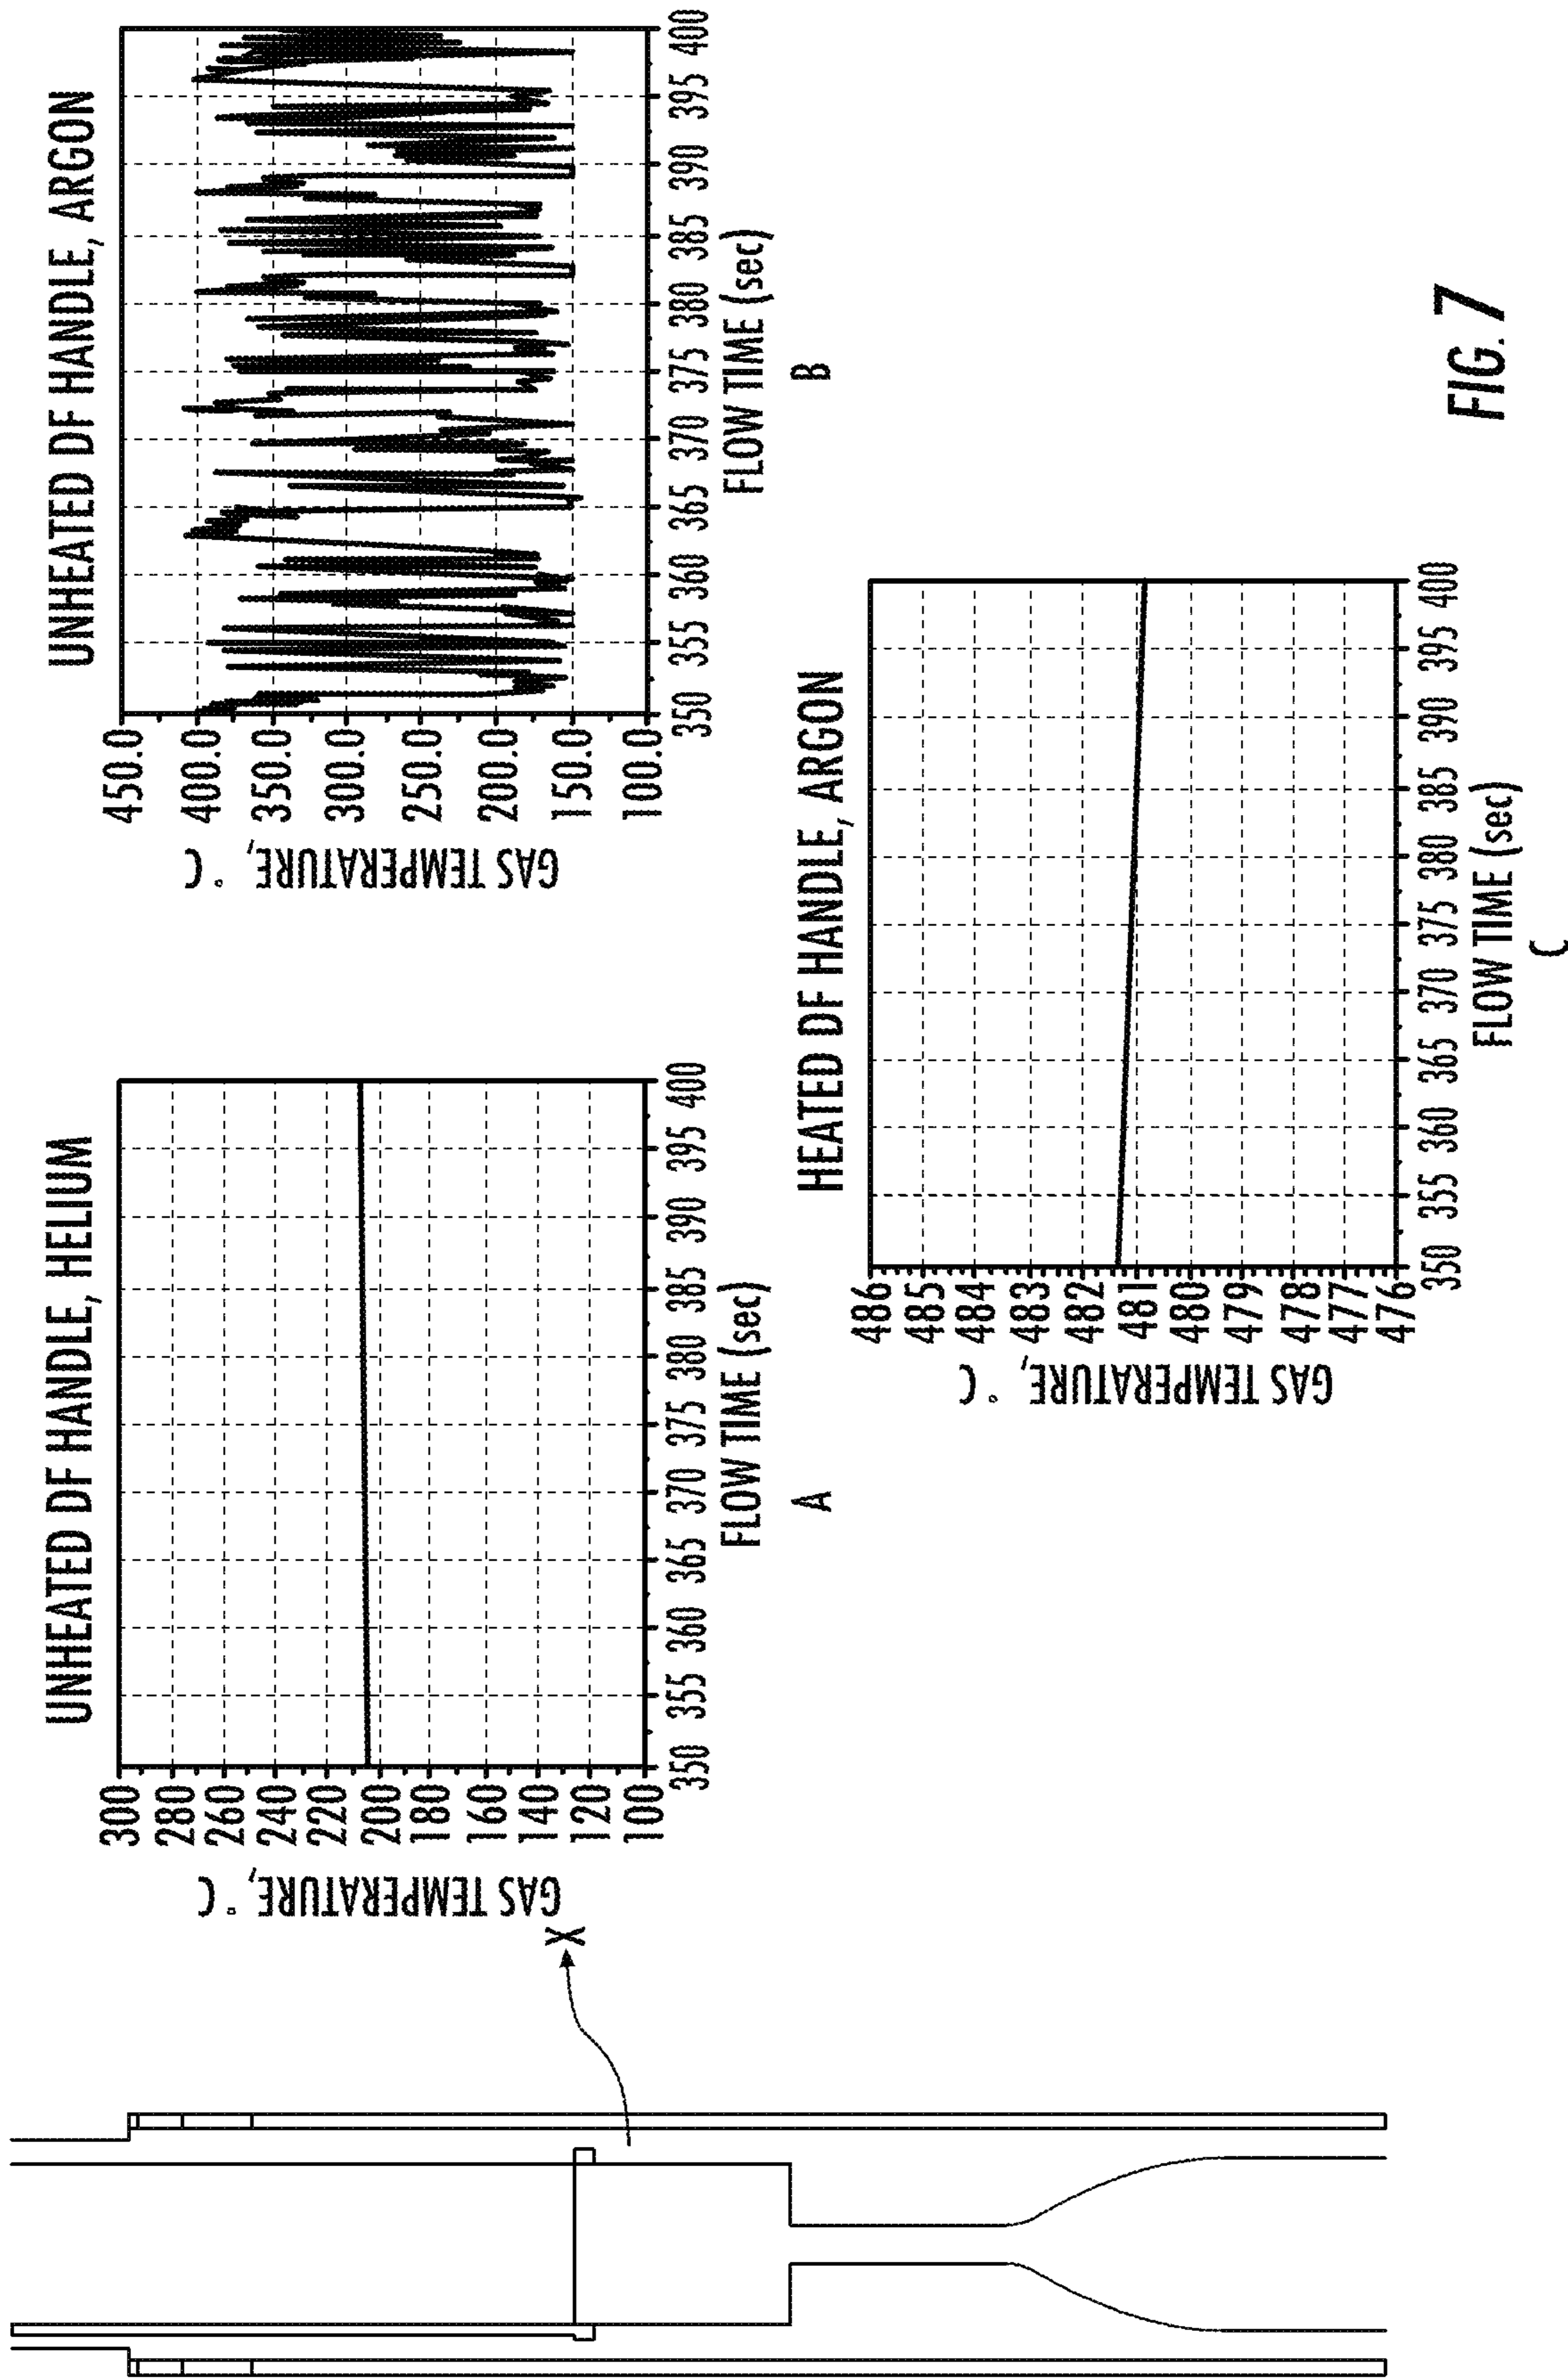 X
UNHEATED DF HANDLE, HELIUM
GAS TEMPERATURE, °C
300
280
260
240
220
200
180
160
140
120
100
350 355 360 365 370 375 380 385 390 395 400
FLOW TIME (sec)
A
UNHEATED DF HANDLE, ARGON
GAS TEMPERATURE, °C
450.0
400.0
350.0
300.0
250.0
200.0
150.0
100.0
350 355 360 365 370 375 380 385 390 395 400
FLOW TIME (sec)
B
HEATED DF HANDLE, ARGON
GAS TEMPERATURE, °C
486
485
484
483
482
481
480
479
478
477
476
350 355 360 365 370 375 380 385 390 395 400
FLOW TIME (sec)
C
FIG. 7